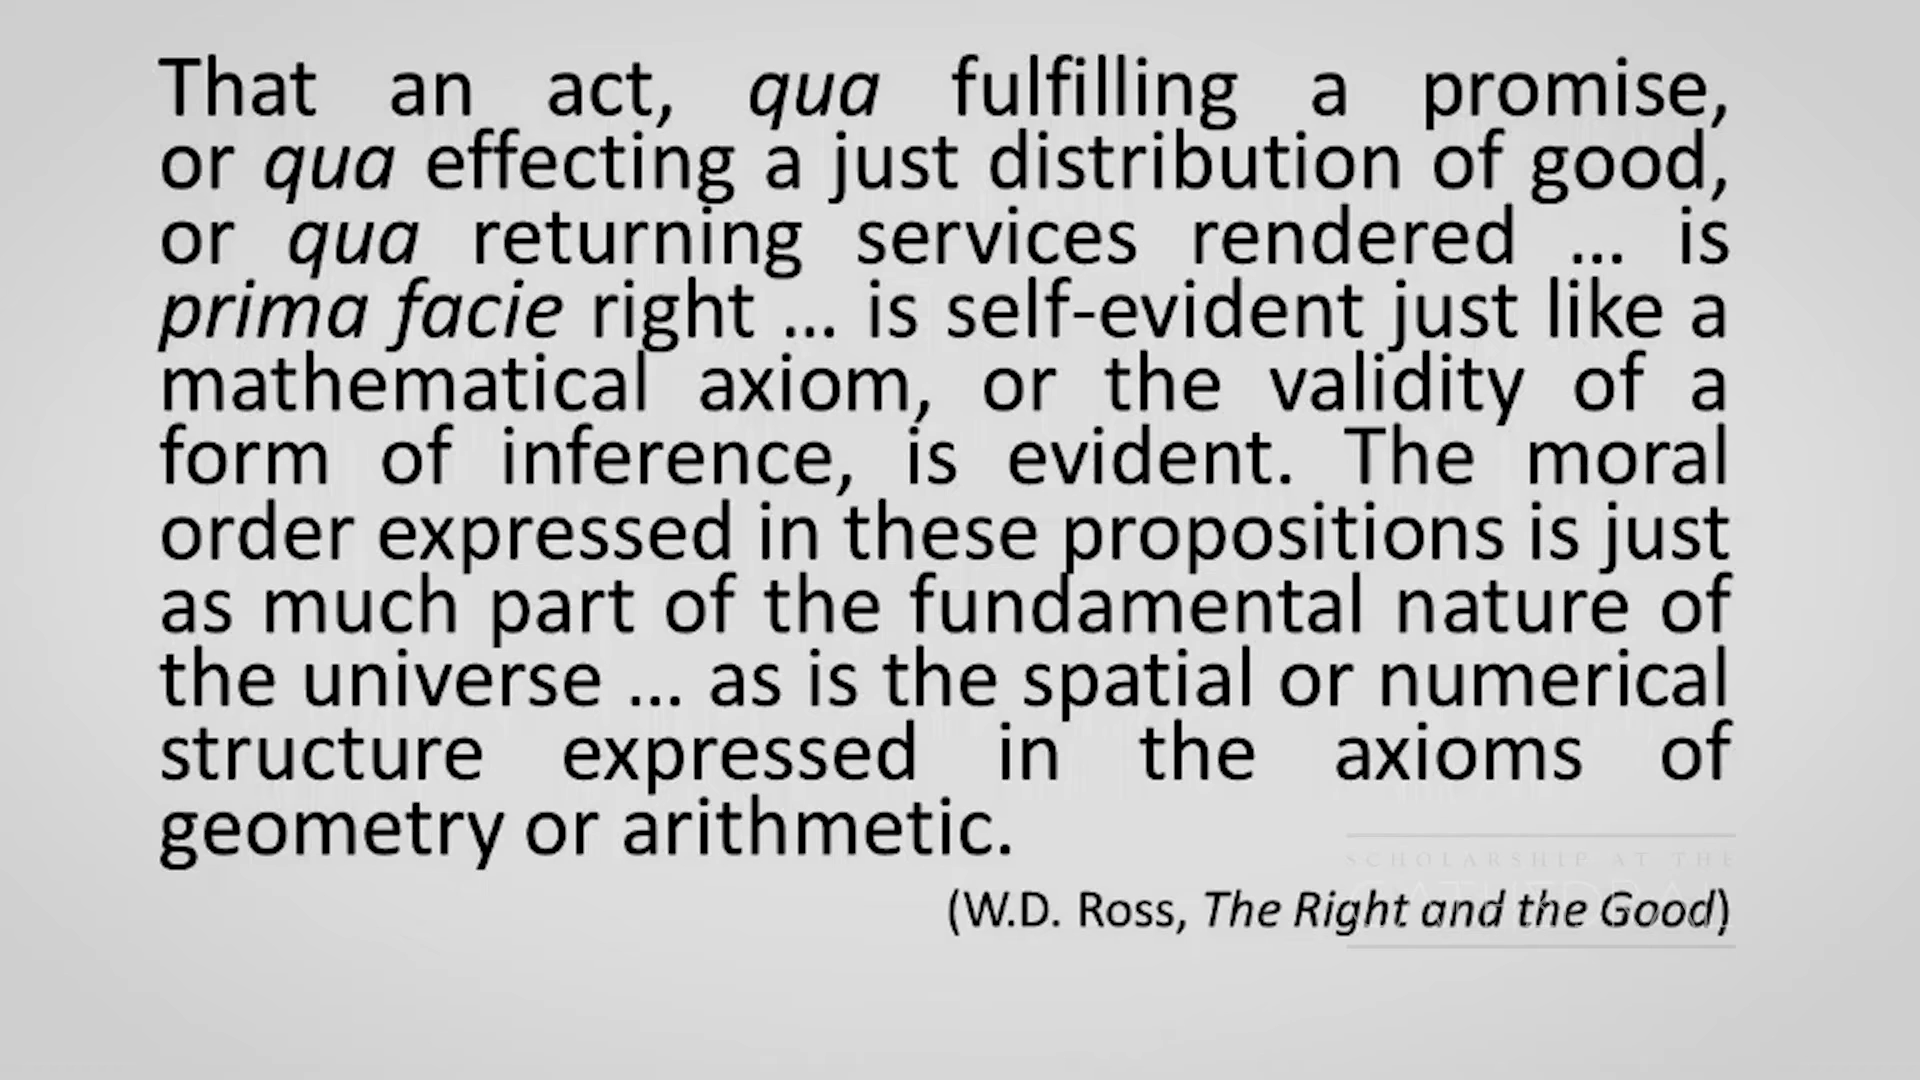 That an act, qua fulfilling a promise,
or qua effecting a just distribution of good,
or qua returning services rendered ... is
prima facie right ... is self-evident just like a
mathematical axiom, or the validity of a
form of inference, is evident. The moral
order expressed in these propositions is just
as much part of the fundamental nature of
the universe ... as is the spatial or numerical
structure expressed in the axioms of
geometry or arithmetic.
SCHOLARSHIP AT THE
CATHEDRAL
(W.D. Ross, The Right and the Good)